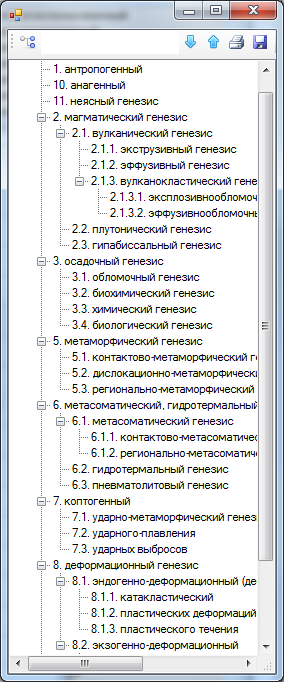 1. антропогенный
10. анагенный
11. неясный генезис
2. магматический генезис
2.1. вулканический генезис
2.1.1. экструзивный генезис
2.1.2. эффузивный генезис
2.1.3. вулканокластический гене
2.1.3.1. эксплозивнообломоч
2.1.3.2. эффузивнообломочнь
2.2. плутонический генезис
2.3. гипабиссальный генезис
3. осадочный генезис
3.1. обломочный генезис
3.2. биохимический генезис
3.3. химический генезис
3.4. биологический генезис
5. метаморфический генезис
5.1. контактово-метаморфический ге
5.2. дислокационно-метаморфическ
5.3. регионально-метаморфический
6. метасоматический, гидротермальный
6.1. метасоматический генезис
6.1.1. контактово-метасоматичес
6.1.2. регионально-метасоматич
6.2. гидротермальный генезис
6.3. пневматолитовый генезис
7. коптогенный
7.1. ударно-метаморфический генез
7.2. ударного-плавления
7.3. ударных выбросов
8. деформационный генезис
8.1. эндогенно-деформационный (де
8.1.1. катакластический
8.1.2. пластических деформаций
8.1.3. пластического течения
8.2. экзогенно-деформационный